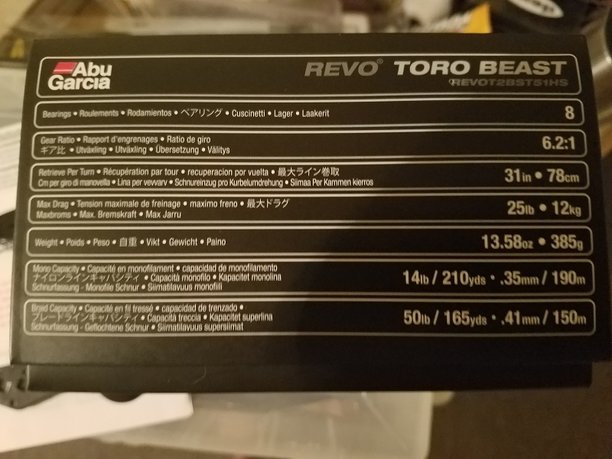 Abu
Garcia
REVO® TORO BEAST
REVOT2BST51HS
Bearings • Roulements • Rodamientos • ベアリング • Cuscinetti • Lager • Laakerit
8
Gear Ratio • Rapport d'engrenages • Ratio de giro
ギア比 • Utväxling • Utväxling • Übersetzung • Välitys
6.2:1
Retrieve Per Turn • Récupération par tour • recuperacion por vuelta • 最大ライン巻取
Cm per giro di manovella • Lina per vevvarv • Schnureinzug pro Kurbelumdrehung • Siimaa Per Kammen kierros
31in • 78cm
Max Drag • Tension maximale de freinage • maximo freno • 最大ドラグ
Maxbroms • Max. Bremskraft • Max Jarru
25lb • 12kg
Weight • Poids • Peso • 自重 • Vikt • Gewicht • Paino
13.58oz • 385g
Mono Capacity • Capacité en monofilament • capacidad de monofilamento
ナイロンラインキャパシティ • Capacità monofilo • Kapacitet monolina
Schnurfassung - Monofile Schnur • Siimatilavuus monofiili
14lb / 210yds • .35mm / 190m
Braid Capacity • Capacité en fil tressé • capacidad de trenzado •
ブレードラインキャパシティ • Capacità treccia • Kapacitet superlina
Schnurfassung - Geflochtene Schnur • Siimatilavuus supersiimat
50lb / 165yds • .41mm / 150m